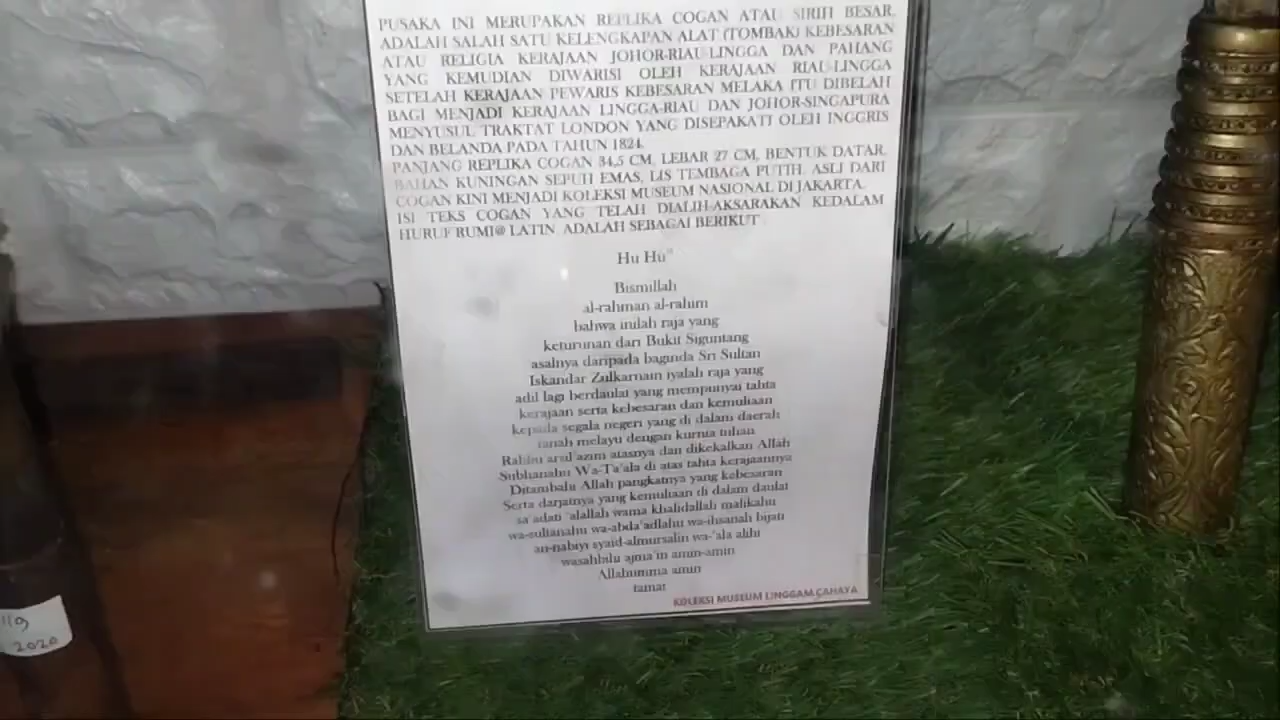 PUSAKA INI MERUPAKAN REPLIKA COGAN ATAU SIRIH BESAR.
ADALAH SALAH SATU KELENGKAPAN ALAT (TOMBAK) KEBESARAN
ATAU RELIGIA KERAJAAN JOHOR-RIAU-LINGGA DAN PAHANG
YANG KEMUDIAN DIWARISI OLEH KERAJAAN RIAU-LINGGA
SETELAH KERAJAAN PEWARIS KEBESARAN MELAKA ITU DIBELAH
BAGI MENJADI KERAJAAN LINGGA-RIAU DAN JOHOR-SINGAPURA
MENYUSUL TRAKTAT LONDON YANG DISEPAKATI OLEH INGGRIS
DAN BELANDA PADA TAHUN 1824.
PANJANG REPLIKA COGAN 34,5 CM, LEBAR 27 CM, BENTUK DATAR,
BAHAN KUNINGAN SEPUH EMAS, LIS TEMBAGA PUTIH. ASLI DARI
COGAN KINI MENJADI KOLEKSI MUSEUM NASIONAL DI JAKARTA.
ISI TEKS COGAN YANG TELAH DIALIH-AKSARAKAN KEDALAM
HURUF RUMI@ LATIN ADALAH SEBAGAI BERIKUT
Hu Hu"
Bismillah
al-rahman al-rahim
bahwa inilah raja yang
keturunan dari Bukit Siguntang
asalnya daripada baginda Sri Sultan
Iskandar Zulkarnain iyalah raja yang
adil lagi berdaulat yang mempunyai tahta
kerajaan serta kebesaran dan kemuliaan
kepada segala negeri yang di dalam daerah
tanah melayu dengan kurnia tuhan
Rabbu arul'azim atasnya dan dikekalkan Allah
Subhanahu Wa-Ta'ala di atas tahta kerajaannya
Ditambahi Allah pangkatnya yang kebesaran
Serta darjatnya yang kemuliaan di dalam daulat
sa'adati 'alallah wama khalidallah malikahu
wa-sultanahu wa-abda'adlahu wa-ihsanah bijati
an-nabiyi syaid-almursalin wa-'ala alihi
wasahbihi ajma'in amin-amin
Allahumma amin
tamat
KOLEKSI MUSEUM LINGGAM CAHAYA
2020